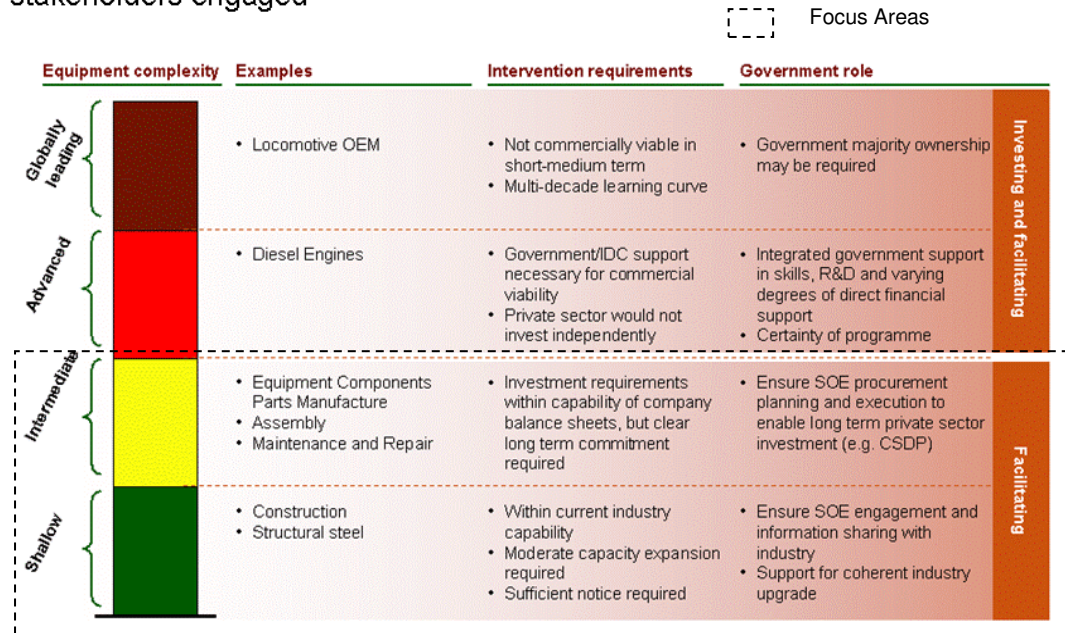 stakeholders engaged
Focus Areas
Equipment complexity
Examples
Intervention requirements
Government role
Globally
leading
• Locomotive OEM
• Not commercially viable in
short-medium term
• Multi-decade learning curve
• Government majority ownership
may be required
Advanced
• Diesel Engines
• Government/IDC support
necessary for commercial
viability
• Private sector would not
invest independently
• Integrated government support
in skills, R&D and varying
degrees of direct financial
support
• Certainty of programme
Investing and facilitating
Intermediate
• Equipment Components
Parts Manufacture
• Assembly
• Maintenance and Repair
• Investment requirements
within capability of company
balance sheets, but clear
long term commitment
required
• Ensure SOE procurement
planning and execution to
enable long term private sector
investment (e.g. CSDP)
Shallow
• Construction
• Structural steel
• Within current industry
capability
• Moderate capacity expansion
required
• Sufficient notice required
• Ensure SOE engagement and
information sharing with
industry
• Support for coherent industry
upgrade
Facilitating